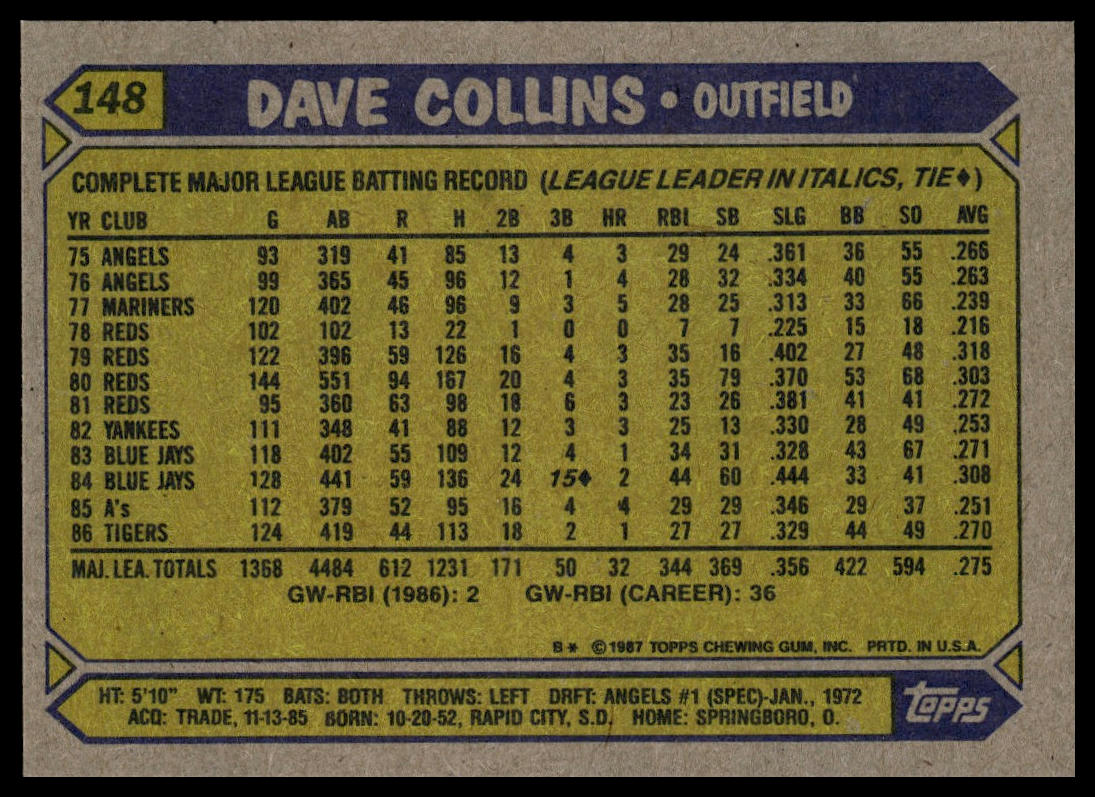 148 DAVE COLLINS • OUTFIELD
COMPLETE MAJOR LEAGUE BATTING RECORD (LEAGUE LEADER IN ITALICS, TIE♦)
YR CLUB G AB R H 2B 3B HR RBI SB SLG BB SO AVG
75 ANGELS 93 319 41 85 13 4 3 29 24 .361 36 55 .266
76 ANGELS 99 365 45 96 12 1 4 28 32 .334 40 55 .263
77 MARINERS 120 402 46 96 9 3 5 28 25 .313 33 66 .239
78 REDS 102 102 13 22 1 0 0 7 7 .225 15 18 .216
79 REDS 122 396 59 126 16 4 3 35 16 .402 27 48 .318
80 REDS 144 551 94 167 20 4 3 35 79 .370 53 68 .303
81 REDS 95 360 63 98 18 6 3 23 26 .381 41 41 .272
82 YANKEES 111 348 41 88 12 3 3 25 13 .330 28 49 .253
83 BLUE JAYS 118 402 55 109 12 4 1 34 31 .328 43 67 .271
84 BLUE JAYS 128 441 59 136 24 15♦ 2 44 60 .444 33 41 .308
85 A's 112 379 52 95 16 4 4 29 29 .346 29 37 .251
86 TIGERS 124 419 44 113 18 2 1 27 27 .329 44 49 .270
MAJ. LEA. TOTALS 1368 4484 612 1231 171 50 32 344 369 .356 422 594 .275
GW-RBI (1986): 2 GW-RBI (CAREER): 36
B* ©1987 TOPPS CHEWING GUM, INC. PRTD. IN U.S.A.
HT: 5'10" WT: 175 BATS: BOTH THROWS: LEFT DRFT: ANGELS #1 (SPEC)-JAN., 1972
ACQ: TRADE, 11-13-85 BORN: 10-20-52, RAPID CITY, S.D. HOME: SPRINGBORO, O.
topps